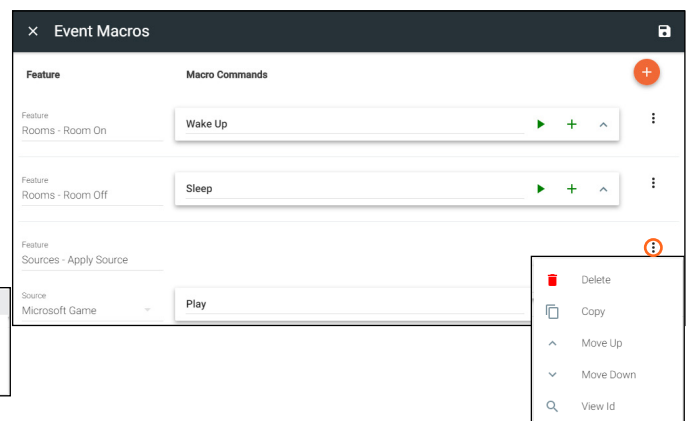 × Event Macros
Feature Macro Commands
Feature
Rooms - Room On
Wake Up
Feature
Rooms - Room Off
Sleep
Feature
Sources - Apply Source
Source
Microsoft Game
Play
Delete
Copy
Move Up
Move Down
View Id